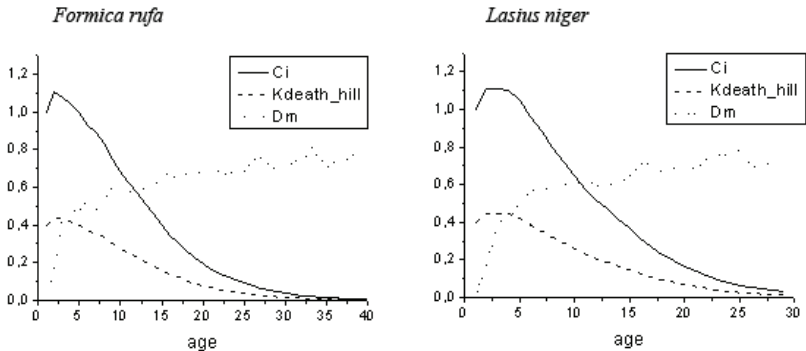 Formica rufa
1,2
1,0
0,8
0,6
0,4
0,2
0,0
Ci
Kdeath_hill
Dm
0 5 10 15 20 25 30 35 40
age
Lasius niger
1,2
1,0
0,8
0,6
0,4
0,2
0,0
Ci
Kdeath_hill
Dm
0 5 10 15 20 25 30
age